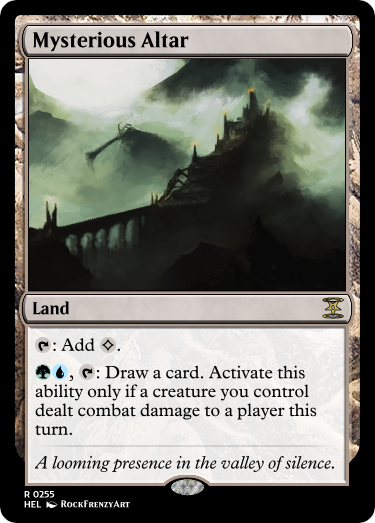 Mysterious Altar
Land
: Add .
, : Draw a card. Activate this
ability only if a creature you control
dealt combat damage to a player this
turn.
A looming presence in the valley of silence.
R 0255
HEL RockFrenzyArt